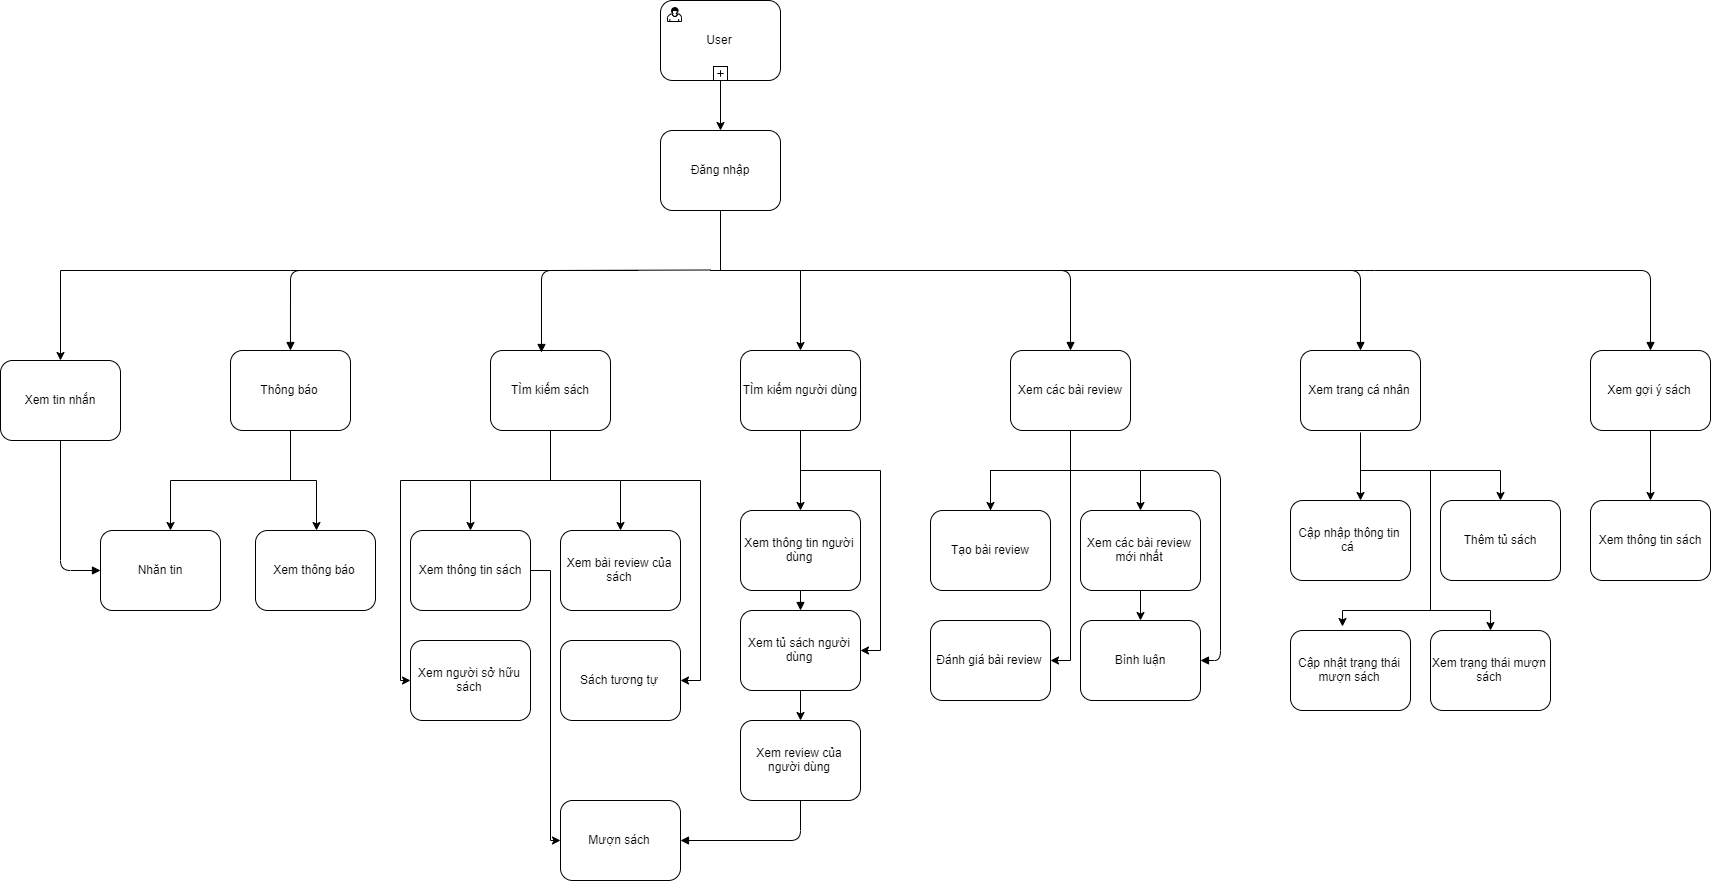 User
Đăng nhập
Xem tin nhắn
Thông báo
TÌm kiếm sách
TÌm kiếm người dùng
Xem các bài review
Xem trang cá nhân
Xem gợi ý sách
Nhăn tin
Xem thông báo
Xem thông tin sách
Xem bài review của
sách
Xem người sở hữu
sách
Sách tương tự
Xem thông tin người
dùng
Xem tủ sách người
dùng
Xem review của
người dùng
Mượn sách
Tạo bài review
Xem các bài review
mới nhất
Đánh giá bài review
Bình luận
Cập nhập thông tin
cá
Thêm tủ sách
Cập nhật trạng thái
mượn sách
Xem trạng thái mượn
sách
Xem thông tin sách